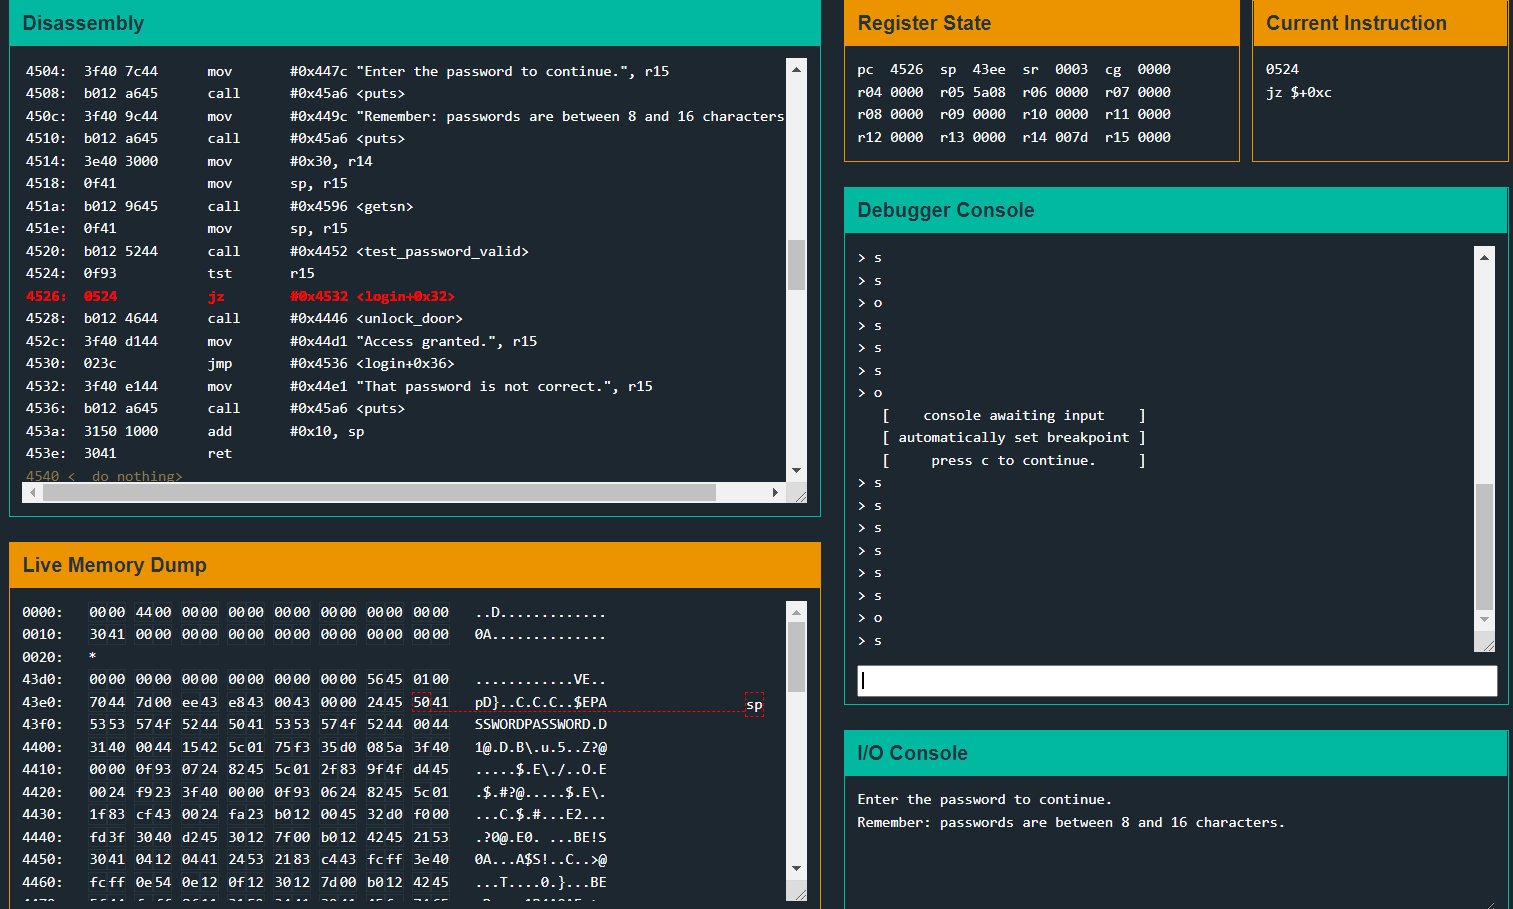 Disassembly
4504: 3f40 7c44 mov #0x447c "Enter the password to continue.", r15
4508: b012 a645 call #0x45a6 <puts>
450c: 3f40 9c44 mov #0x449c "Remember: passwords are between 8 and 16 characters
4510: b012 a645 call #0x45a6 <puts>
4514: 3e40 3000 mov #0x30, r14
4518: 0f41 mov sp, r15
451a: b012 9645 call #0x4596 <getsn>
451e: 0f41 mov sp, r15
4520: b012 5244 call #0x4452 <test_password_valid>
4524: 0f93 tst r15
4526: 0524 jz #0x4532 <login+0x32>
4528: b012 4644 call #0x4446 <unlock_door>
452c: 3f40 d144 mov #0x44d1 "Access granted.", r15
4530: 023c jmp #0x4536 <login+0x36>
4532: 3f40 e144 mov #0x44e1 "That password is not correct.", r15
4536: b012 a645 call #0x45a6 <puts>
453a: 3150 1000 add #0x10, sp
453e: 3041 ret
4540 <__do_nothing>
Live Memory Dump
0000: 0000 4400 0000 0000 0000 0000 0000 0000 ..D.............
0010: 3041 0000 0000 0000 0000 0000 0000 0000 0A..............
0020: *
43d0: 0000 0000 0000 0000 0000 0000 5645 0100 ............VE..
43e0: 7044 7d00 ee43 e843 0043 0000 2445 5041 pD}..C.C.C..$EPA sp
43f0: 5353 574f 5244 5041 5353 574f 5244 0044 SSWORDPASSWORD.D
4400: 3140 0044 1542 5c01 75f3 35d0 085a 3f40 1@.D.B\.u.5..Z?@
4410: 0000 0f93 0724 8245 5c01 2f83 9f4f d445 .....$.E\./..O.E
4420: 0024 f923 3f40 0000 0f93 0624 8245 5c01 .$.#?@.....$.E\.
4430: 1f83 cf43 0024 fa23 b012 0045 32d0 f000 ...C.$.#...E2...
4440: fd3f 3040 d245 3012 7f00 b012 4245 2153 .?0@.E0. ...BE!S
4450: 3041 0412 0441 2453 2183 c443 fcff 3e40 0A...A$S!..C..>@
4460: fcff 0e54 0e12 0f12 3012 7d00 b012 4245 ...T....0.}...BE
Register State
pc 4526 sp 43ee sr 0003 cg 0000
r04 0000 r05 5a08 r06 0000 r07 0000
r08 0000 r09 0000 r10 0000 r11 0000
r12 0000 r13 0000 r14 007d r15 0000
Current Instruction
0524
jz $+0xc
Debugger Console
> s
> s
> o
> s
> s
> s
> o
[ console awaiting input ]
[ automatically set breakpoint ]
[ press c to continue. ]
> s
> s
> s
> s
> s
> s
> o
> s
I/O Console
Enter the password to continue.
Remember: passwords are between 8 and 16 characters.